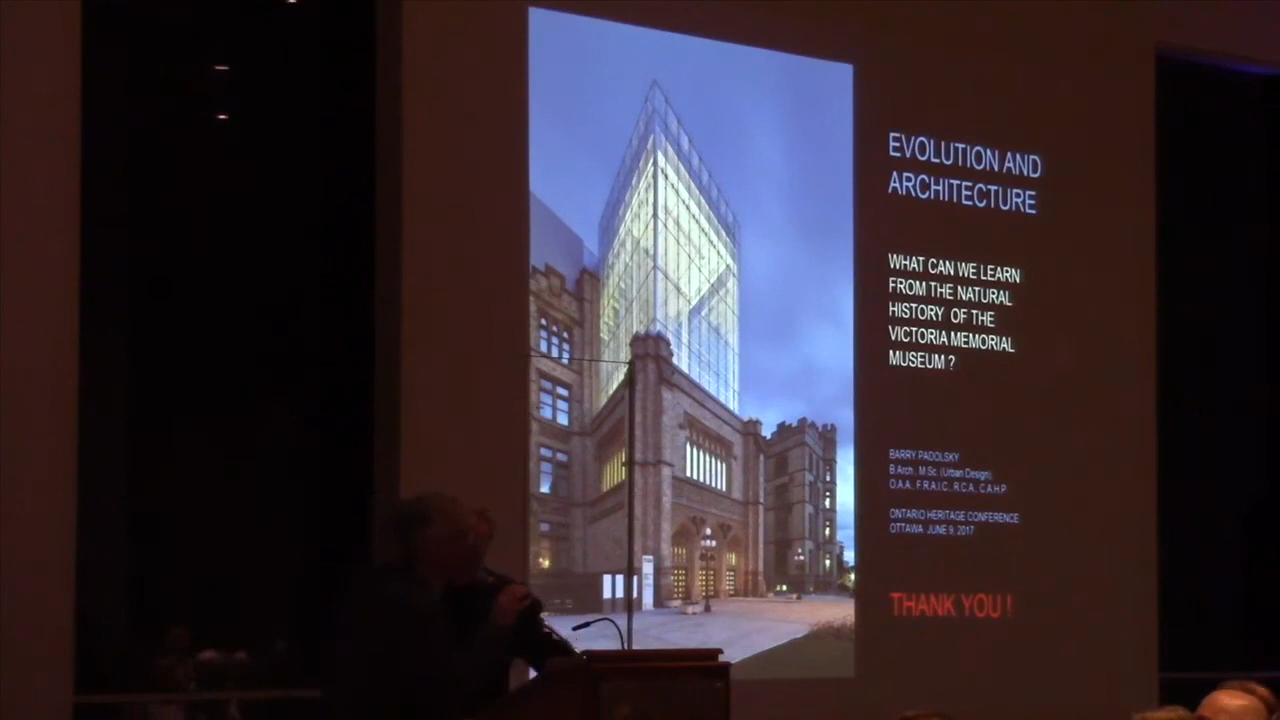 EVOLUTION AND
ARCHITECTURE
WHAT CAN WE LEARN
FROM THE NATURAL
HISTORY OF THE
VICTORIA MEMORIAL
MUSEUM ?
BARRY PADOLSKY
B.Arch., M.Sc. (Urban Design),
O.A.A., F.R.A.I.C., R.C.A., C.A.H.P.
ONTARIO HERITAGE CONFERENCE
OTTAWA JUNE 9, 2017
THANK YOU !